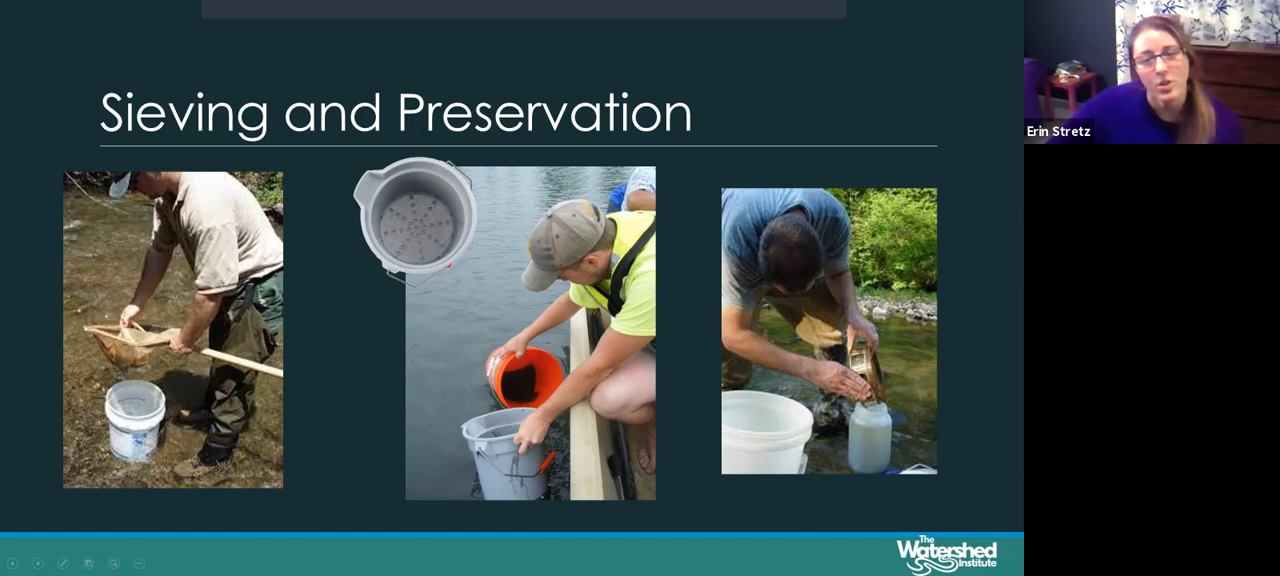 Sieving and Preservation
Erin Stretz
The
Watershed
Institute